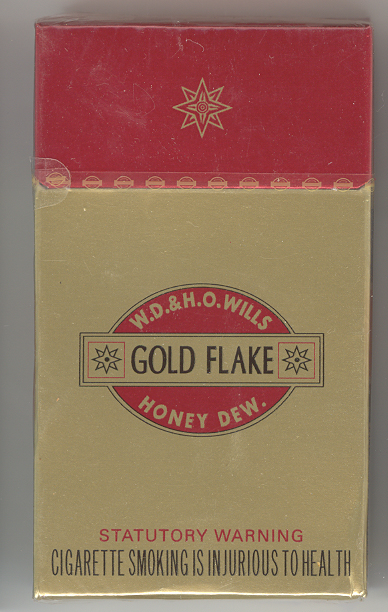 W.D.&H.O.WILLS
GOLD FLAKE
HONEY DEW.
STATUTORY WARNING
CIGARETTE SMOKING IS INJURIOUS TO HEALTH